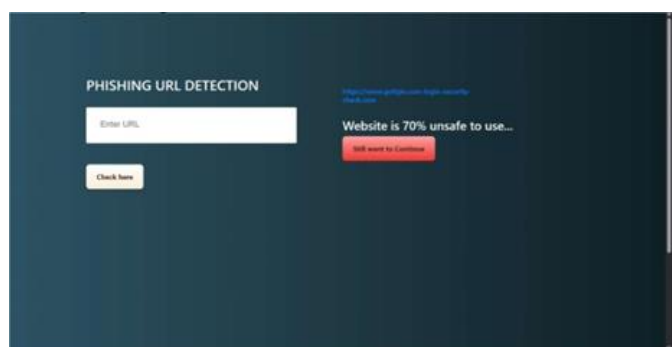 PHISHING URL DETECTION
Enter URL
Check here
Website is 70% unsafe to use...
Still want to Continue